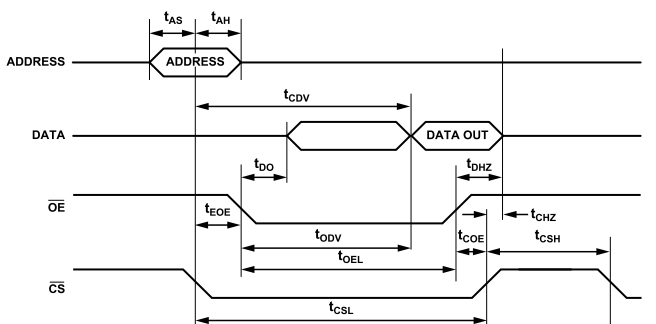 tAS
tAH
ADDRESS
ADDRESS
tCDV
DATA
DATA OUT
tDO
tDHZ
OE
tEOE
tCHZ
tODV
tCOE
tCSH
tOEL
CS
tCSL